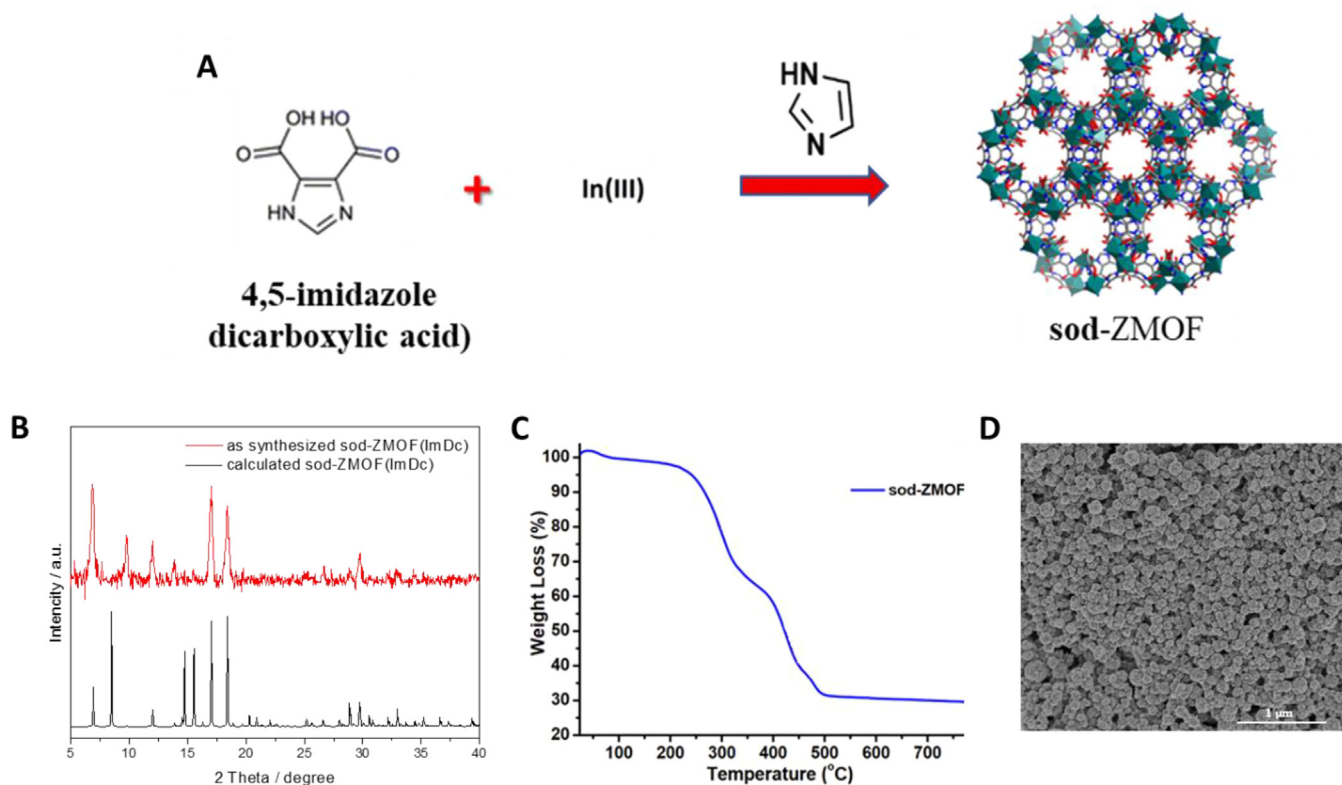 A
OH HO
O
O
HN
N
4,5-imidazole
dicarboxylic acid)
+
In(III)
HN
N
sod-ZMOF
B
as synthesized sod-ZMOF(ImDc)
calculated sod-ZMOF(ImDc)
Intencity / a.u.
5 10 15 20 25 30 35 40
2 Theta / degree
C
sod-ZMOF
Weight Loss (%)
100
90
80
70
60
50
40
30
20
100 200 300 400 500 600 700
Temperature (°C)
D
1 µm